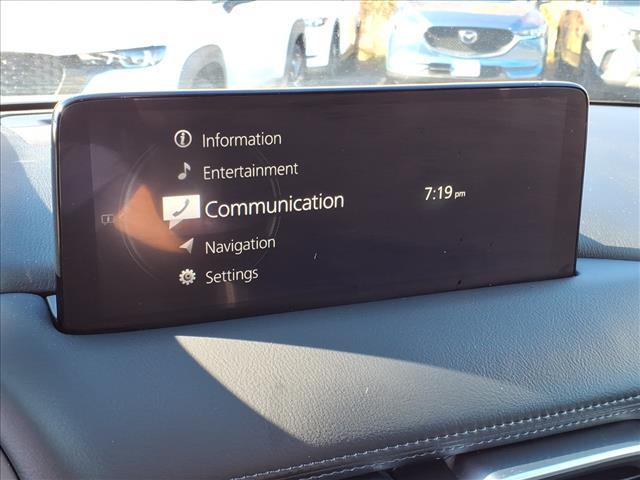 Information
Entertainment
Communication
7:19 pm
Navigation
Settings